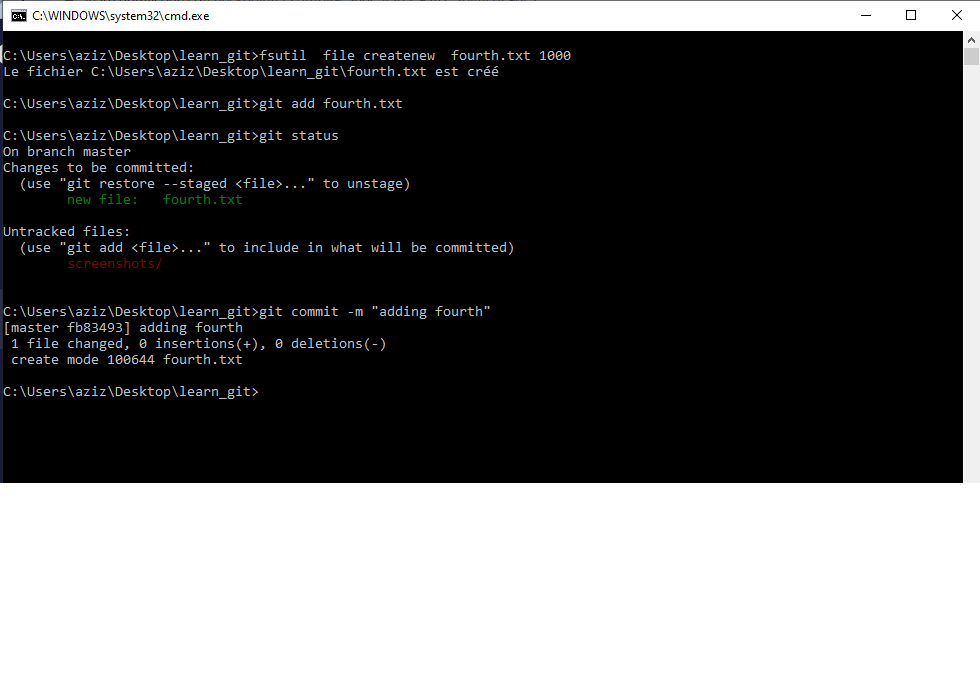 C:\WINDOWS\system32\cmd.exe
C:\Users\aziz\Desktop\learn_git>fsutil  file createnew  fourth.txt 1000
Le fichier C:\Users\aziz\Desktop\learn_git\fourth.txt est créé
C:\Users\aziz\Desktop\learn_git>git add fourth.txt
C:\Users\aziz\Desktop\learn_git>git status
On branch master
Changes to be committed:
  (use "git restore --staged <file>..." to unstage)
        new file:   fourth.txt
Untracked files:
  (use "git add <file>..." to include in what will be committed)
        screenshots/
C:\Users\aziz\Desktop\learn_git>git commit -m "adding fourth"
[master fb83493] adding fourth
 1 file changed, 0 insertions(+), 0 deletions(-)
 create mode 100644 fourth.txt
C:\Users\aziz\Desktop\learn_git>